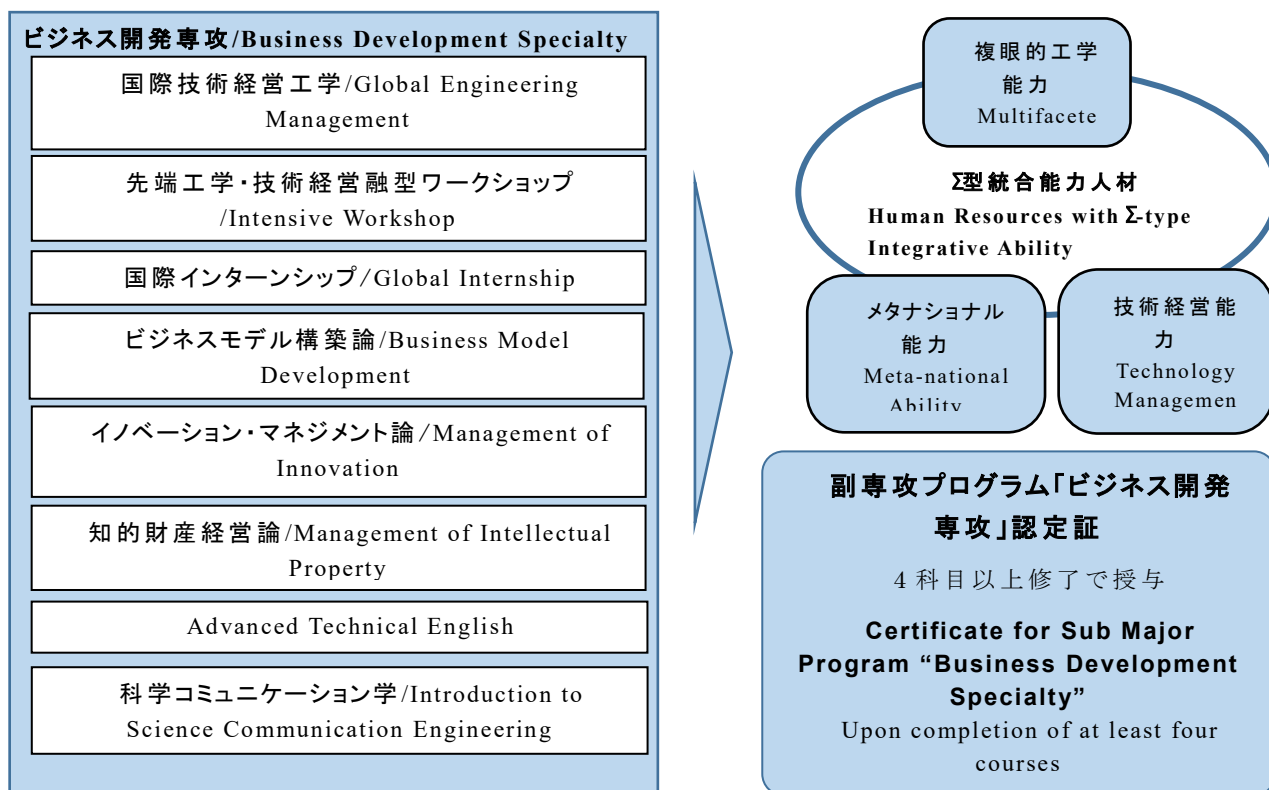 ビジネス開発専攻/Business Development Specialty
国際技術経営工学/Global Engineering
Management
先端工学・技術経営融型ワークショップ
/Intensive Workshop
国際インターンシップ/Global Internship
ビジネスモデル構築論/Business Model
Development
イノベーション・マネジメント論/Management of
Innovation
知的財産経営論/Management of Intellectual
Property
Advanced Technical English
科学コミュニケーション学/Introduction to
Science Communication Engineering
複眼的工学
能力
Multifacete
Σ型統合能力人材
Human Resources with Σ-type
Integrative Ability
メタナショナル
能力
Meta-national
Ability
技術経営能
力
Technology
Managemen
副専攻プログラム「ビジネス開発
専攻」認定証
4 科目以上修了で授与
Certificate for Sub Major
Program “Business Development
Specialty”
Upon completion of at least four
courses